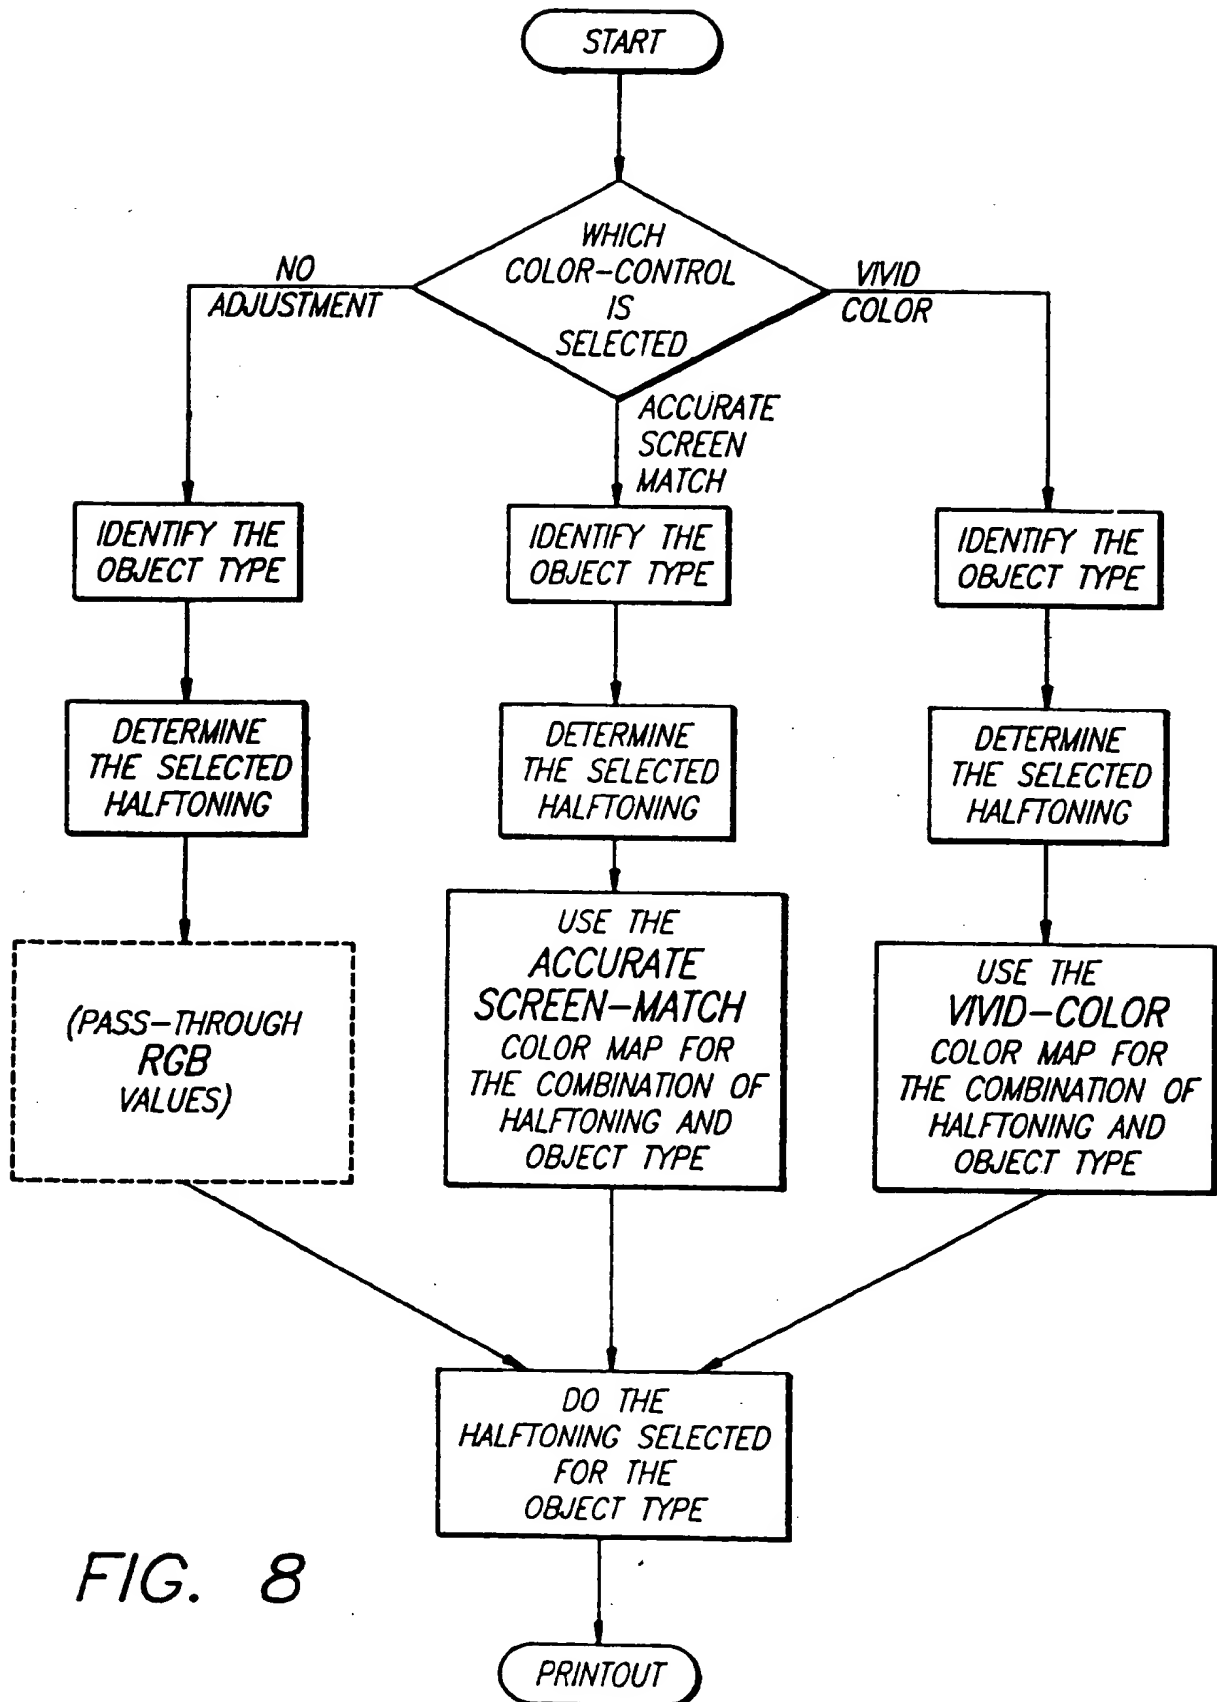 START
WHICH
COLOR-CONTROL
IS
SELECTED
NO
ADJUSTMENT
VIVID
COLOR
ACCURATE
SCREEN
MATCH
IDENTIFY THE
OBJECT TYPE
IDENTIFY THE
OBJECT TYPE
IDENTIFY THE
OBJECT TYPE
DETERMINE
THE SELECTED
HALFTONING
DETERMINE
THE SELECTED
HALFTONING
DETERMINE
THE SELECTED
HALFTONING
(PASS-THROUGH
RGB
VALUES)
USE THE
ACCURATE
SCREEN-MATCH
COLOR MAP FOR
THE COMBINATION OF
HALFTONING AND
OBJECT TYPE
USE THE
VIVID-COLOR
COLOR MAP FOR
THE COMBINATION OF
HALFTONING AND
OBJECT TYPE
DO THE
HALFTONING SELECTED
FOR THE
OBJECT TYPE
FIG. 8
PRINTOUT